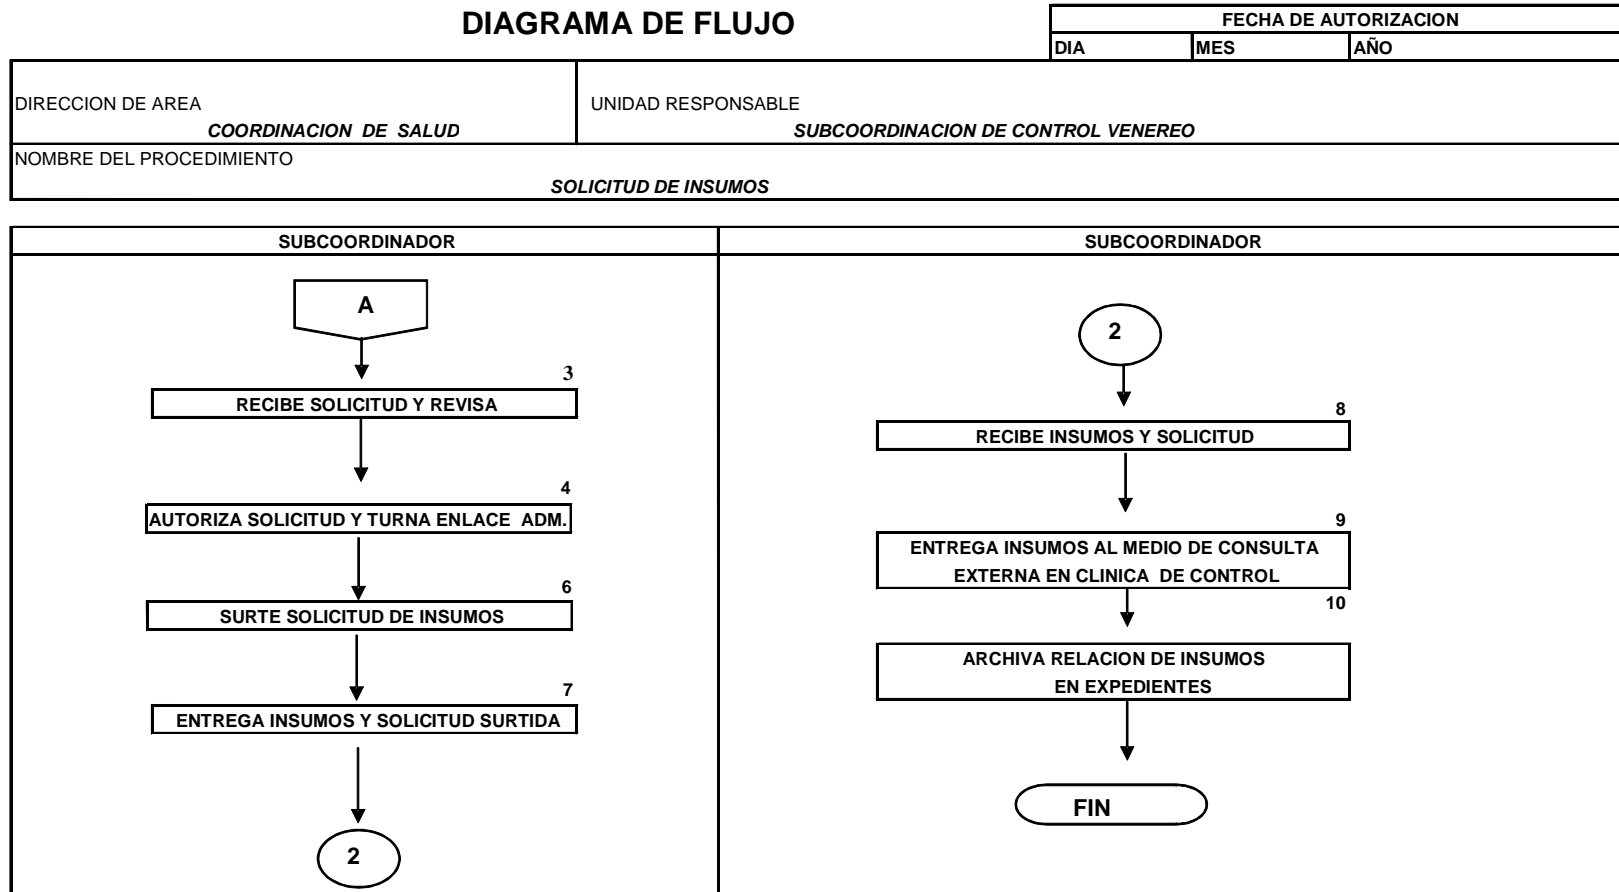 DIAGRAMA DE FLUJO
FECHA DE AUTORIZACION
DIA MES AÑO
DIRECCION DE AREA
COORDINACION DE SALUD
UNIDAD RESPONSABLE
SUBCOORDINACION DE CONTROL VENEREO
NOMBRE DEL PROCEDIMIENTO
SOLICITUD DE INSUMOS
SUBCOORDINADOR
A
3
RECIBE SOLICITUD Y REVISA
4
AUTORIZA SOLICITUD Y TURNA ENLACE ADM.
6
SURTE SOLICITUD DE INSUMOS
7
ENTREGA INSUMOS Y SOLICITUD SURTIDA
2
SUBCOORDINADOR
2
8
RECIBE INSUMOS Y SOLICITUD
9
ENTREGA INSUMOS AL MEDIO DE CONSULTA
EXTERNA EN CLINICA DE CONTROL
10
ARCHIVA RELACION DE INSUMOS
EN EXPEDIENTES
FIN